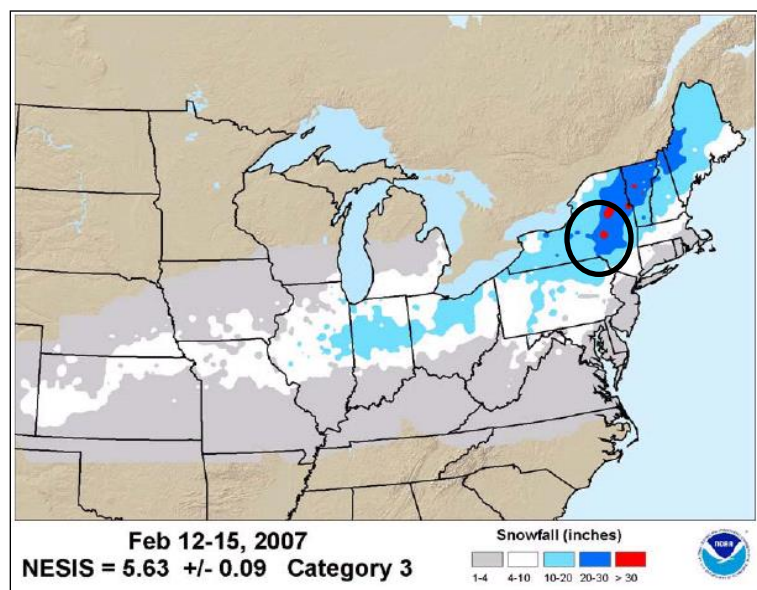 Feb 12-15, 2007
NESIS = 5.63 +/- 0.09 Category 3
Snowfall (inches)
1-4 4-10 10-20 20-30 > 30
NOAA